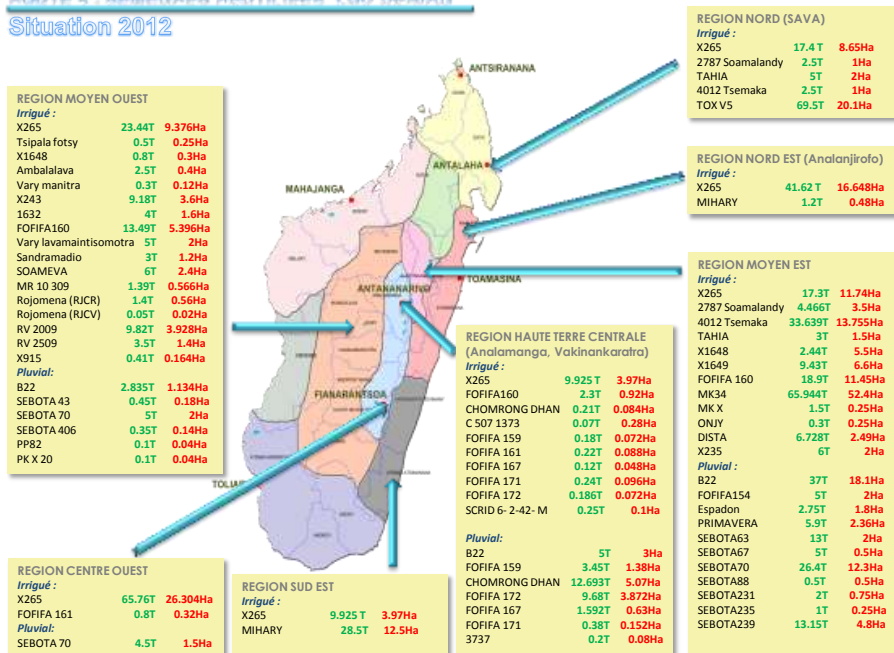 Situation 2012
REGION MOYEN OUEST
Irrigué :
X265 23.44T 9.376Ha
Tsipala fotsy 0.5T 0.25Ha
X1648 0.8T 0.3Ha
Ambalalava 2.5T 0.4Ha
Vary manitra 0.3T 0.12Ha
X243 9.18T 3.6Ha
1632 4T 1.6Ha
FOFIFA160 13.49T 5.396Ha
Vary lavamaintisomotra 5T 2Ha
Sandramadio 3T 1.2Ha
SOAMEVA 6T 2.4Ha
MR 10 309 1.39T 0.566Ha
Rojomena (RJCR) 1.4T 0.56Ha
Rojomena (RJCV) 0.05T 0.02Ha
RV 2009 9.82T 3.928Ha
RV 2509 3.5T 1.4Ha
X915 0.41T 0.164Ha
Pluvial:
B22 2.835T 1.134Ha
SEBOTA 43 0.45T 0.18Ha
SEBOTA 70 5T 2Ha
SEBOTA 406 0.35T 0.14Ha
PP82 0.1T 0.04Ha
PK X 20 0.1T 0.04Ha
REGION CENTRE OUEST
Irrigué :
X265 65.76T 26.304Ha
FOFIFA 161 0.8T 0.32Ha
Pluvial:
SEBOTA 70 4.5T 1.5Ha
REGION SUD EST
Irrigué :
X265 9.925 T 3.97Ha
MIHARY 28.5T 12.5Ha
ANTSIRANANA
ANTALAHA
MAHAJANGA
TOAMASINA
ANTANANARIVO
FIANARANTSOA
TOLIA
REGION HAUTE TERRE CENTRALE
(Analamanga, Vakinankaratra)
Irrigué :
X265 9.925 T 3.97Ha
FOFIFA160 2.3T 0.92Ha
CHOMRONG DHAN 0.21T 0.084Ha
C 507 1373 0.07T 0.28Ha
FOFIFA 159 0.18T 0.072Ha
FOFIFA 161 0.22T 0.088Ha
FOFIFA 167 0.12T 0.048Ha
FOFIFA 171 0.24T 0.096Ha
FOFIFA 172 0.186T 0.072Ha
SCRID 6- 2-42- M 0.25T 0.1Ha
Pluvial:
B22 5T 3Ha
FOFIFA 159 3.45T 1.38Ha
CHOMRONG DHAN 12.693T 5.07Ha
FOFIFA 172 9.68T 3.872Ha
FOFIFA 167 1.592T 0.63Ha
FOFIFA 171 0.38T 0.152Ha
3737 0.2T 0.08Ha
REGION NORD (SAVA)
Irrigué :
X265 17.4 T 8.65Ha
2787 Soamalandy 2.5T 1Ha
TAHIA 5T 2Ha
4012 Tsemaka 2.5T 1Ha
TOX V5 69.5T 20.1Ha
REGION NORD EST (Analanjirofo)
Irrigué :
X265 41.62 T 16.648Ha
MIHARY 1.2T 0.48Ha
REGION MOYEN EST
Irrigué :
X265 17.3T 11.74Ha
2787 Soamalandy 4.466T 3.5Ha
4012 Tsemaka 33.639T 13.755Ha
TAHIA 3T 1.5Ha
X1648 2.44T 5.5Ha
X1649 9.43T 6.6Ha
FOFIFA 160 18.9T 11.45Ha
MK34 65.944T 52.4Ha
MK X 1.5T 0.25Ha
ONJY 0.3T 0.25Ha
DISTA 6.728T 2.49Ha
X235 6T 2Ha
Pluvial :
B22 37T 18.1Ha
FOFIFA154 5T 2Ha
Espadon 2.75T 1.8Ha
PRIMAVERA 5.9T 2.36Ha
SEBOTA63 13T 2Ha
SEBOTA67 5T 0.5Ha
SEBOTA70 26.4T 12.3Ha
SEBOTA88 0.5T 0.5Ha
SEBOTA231 2T 0.75Ha
SEBOTA235 1T 0.25Ha
SEBOTA239 13.15T 4.8Ha